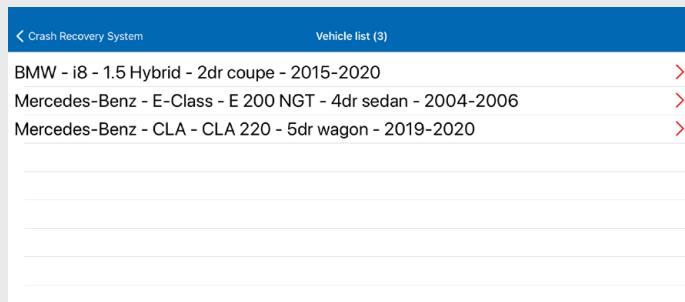 Crash Recovery System
Vehicle list (3)
BMW - i8 - 1.5 Hybrid - 2dr coupe - 2015-2020
Mercedes-Benz - E-Class - E 200 NGT - 4dr sedan - 2004-2006
Mercedes-Benz - CLA - CLA 220 - 5dr wagon - 2019-2020